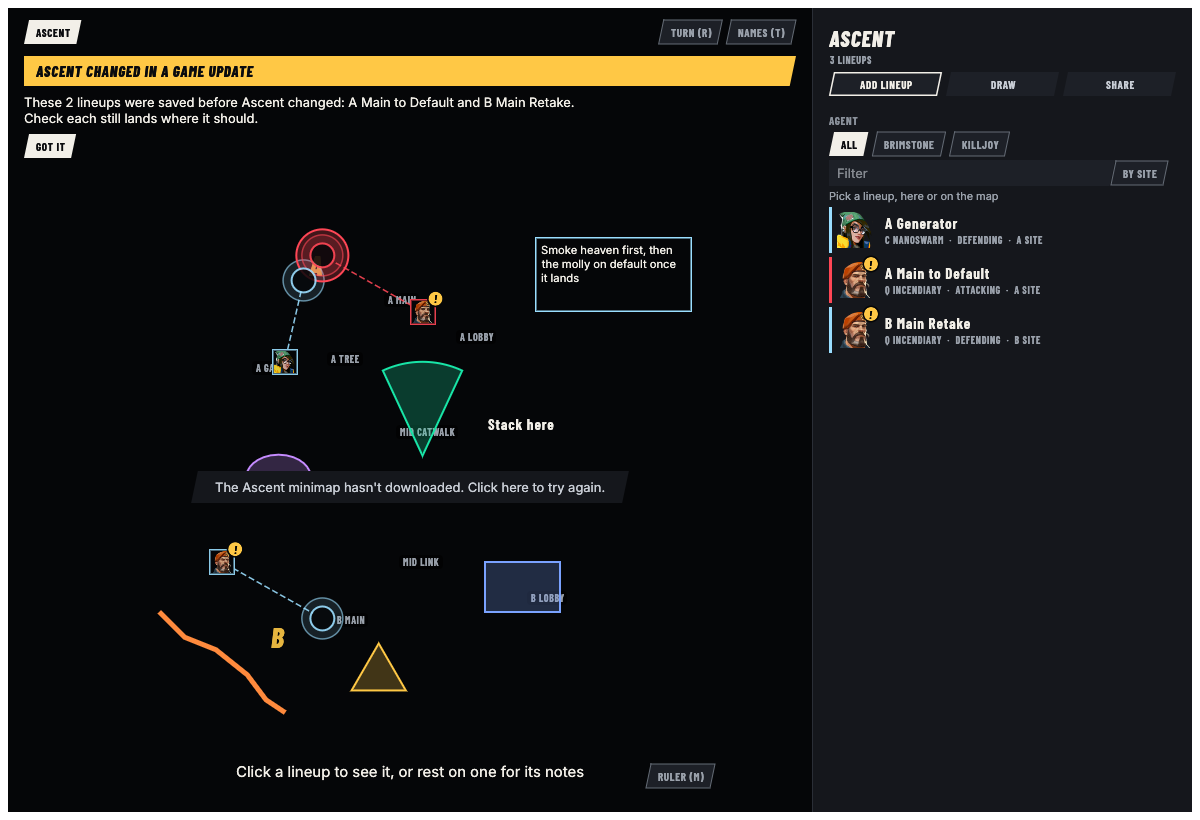 ASCENT
TURN (R)
NAMES (T)
ASCENT CHANGED IN A GAME UPDATE
These 2 lineups were saved before Ascent changed: A Main to Default and B Main Retake.
Check each still lands where it should.
GOT IT
Smoke heaven first, then
the molly on default once
it lands
A MAIN
!
A LOBBY
A TREE
Stack here
MID CATWALK
The Ascent minimap hasn't downloaded. Click here to try again.
!
MID LINK
B LOBBY
B MAIN
B
Click a lineup to see it, or rest on one for its notes
RULER (M)
ASCENT
3 LINEUPS
ADD LINEUP
DRAW
SHARE
AGENT
ALL
BRIMSTONE
KILLJOY
Filter
BY SITE
Pick a lineup, here or on the map
A Generator
C NANOSWARM · DEFENDING · A SITE
!
A Main to Default
Q INCENDIARY · ATTACKING · A SITE
!
B Main Retake
Q INCENDIARY · DEFENDING · B SITE